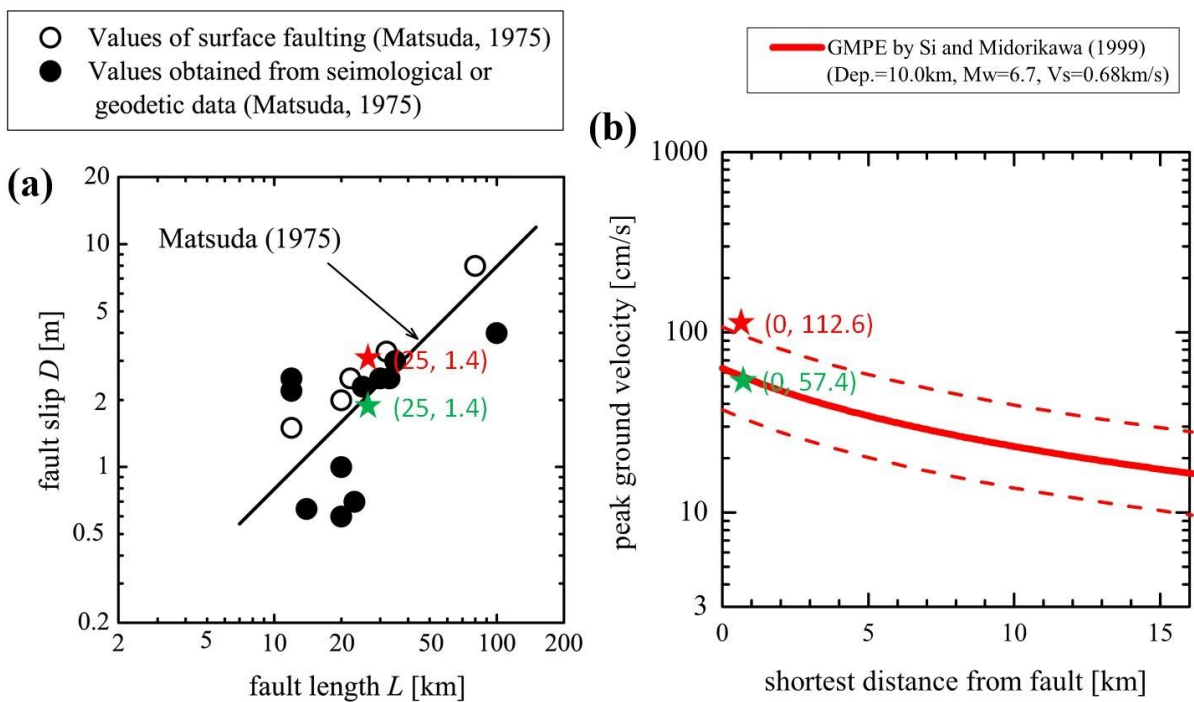 Values of surface faulting (Matsuda, 1975)
Values obtained from seimological or
geodetic data (Matsuda, 1975)
GMPE by Si and Midorikawa (1999)
(Dep.=10.0km, Mw=6.7, Vs=0.68km/s)
(a)
20
10
5
2
1
0.5
0.2
fault slip D [m]
Matsuda (1975)
(25, 1.4)
(25, 1.4)
2
5
10
20
50
100
200
fault length L [km]
(b)
1000
100
10
3
peak ground velocity [cm/s]
(0, 112.6)
(0, 57.4)
0
5
10
15
shortest distance from fault [km]